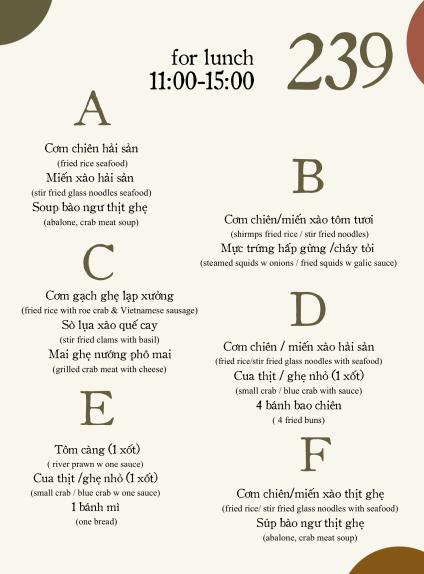 for lunch
11:00-15:00
239
A
Cơm chiên hải sản
(fried rice seafood)
Miến xào hải sản
(stir fried glass noodles seafood)
Soup bào ngư thịt ghẹ
(abalone, crab meat soup)
B
Cơm chiên/miến xào tôm tươi
(shirmps fried rice / stir fried noodles)
Mực trứng hấp gừng /cháy tỏi
(steamed squids w onions / fried squids w galic sauce)
C
Cơm gạch ghẹ lạp xưởng
(fried rice with roe crab & Vietnamese sausage)
Sò lụa xào quế cay
(stir fried clams with basil)
Mai ghẹ nướng phô mai
(grilled crab meat with cheese)
D
Cơm chiên / miến xào hải sản
(fried rice/stir fried glass noodles with seafood)
Cua thịt / ghẹ nhỏ (1 xốt)
(small crab / blue crab with sauce)
4 bánh bao chiên
( 4 fried buns)
E
Tôm càng (1 xốt)
( river prawn w one sauce)
Cua thịt /ghẹ nhỏ (1 xốt)
(small crab / blue crab w one sauce)
1 bánh mì
(one bread)
F
Cơm chiên/miến xào thịt ghẹ
(fried rice/ stir fried glass noodles with seafood)
Súp bào ngư thịt ghẹ
(abalone, crab meat soup)